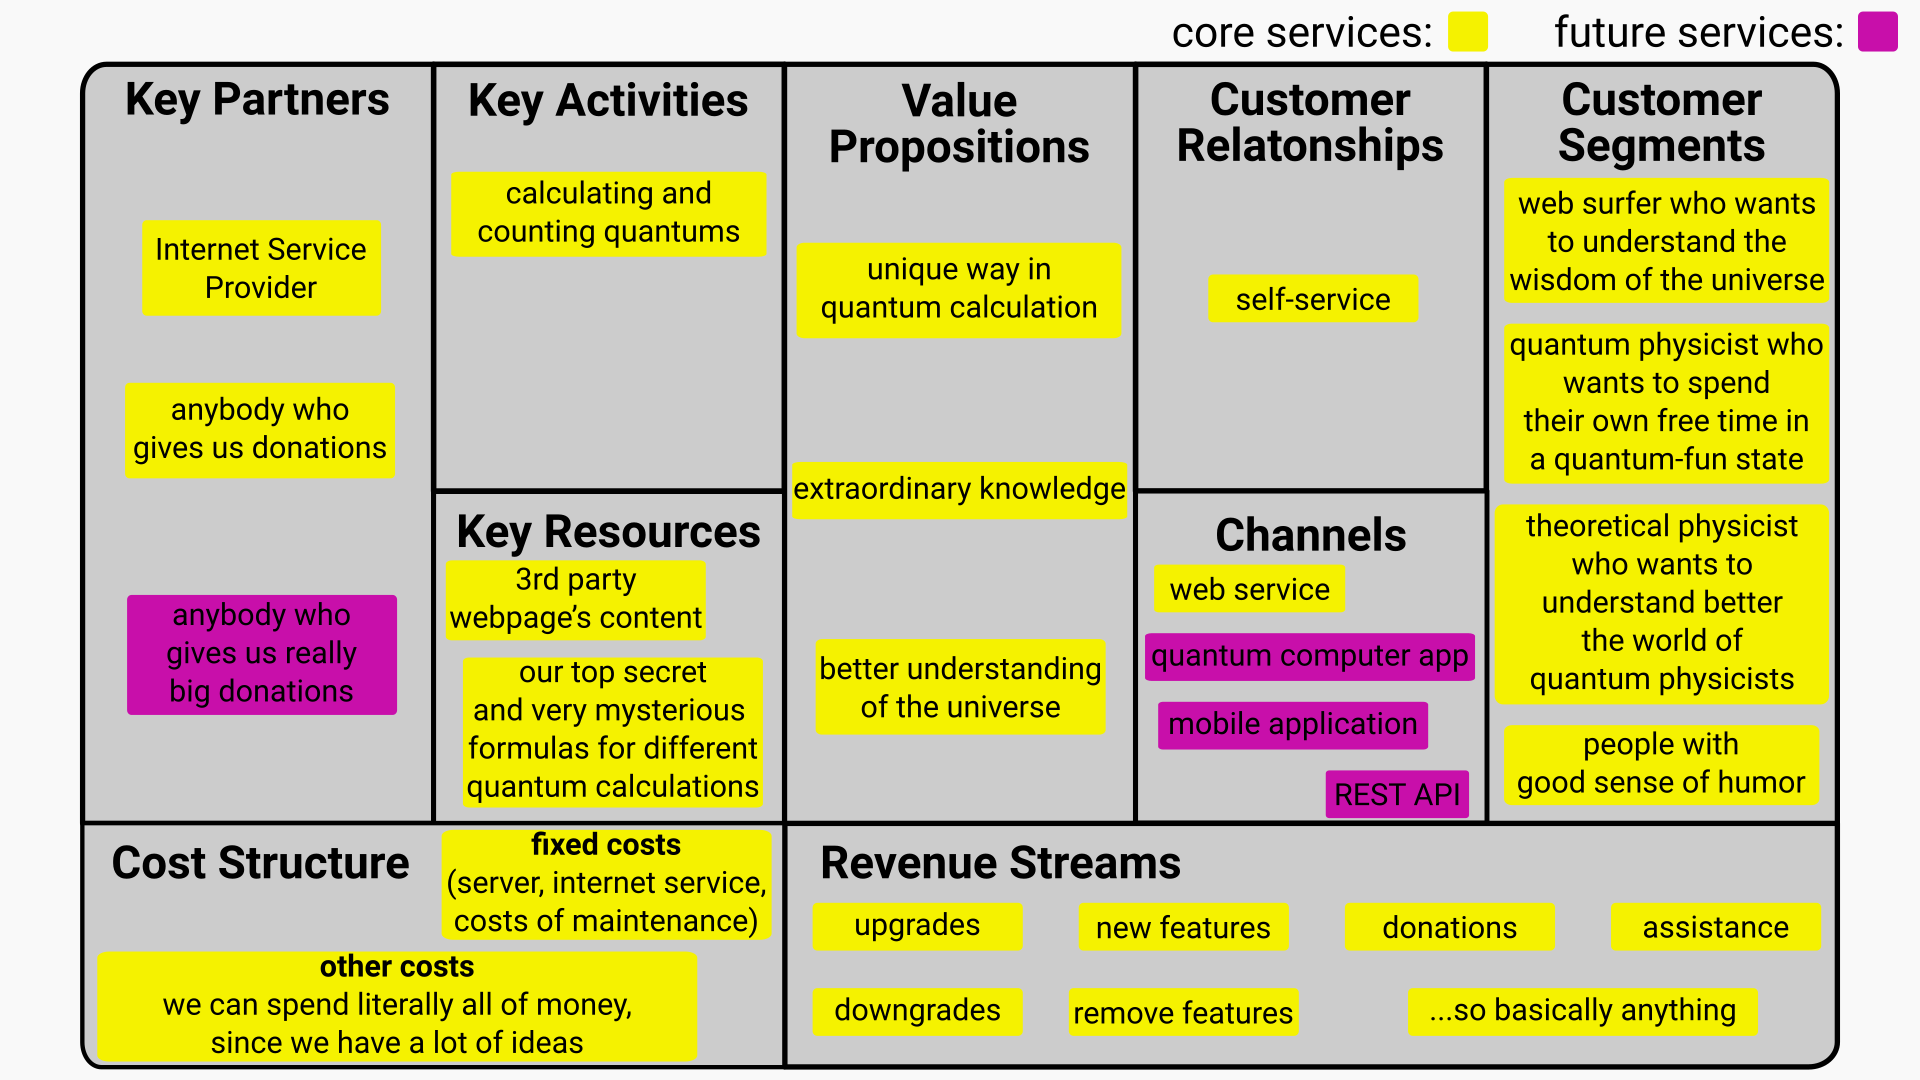 core services:
future services:
Key Partners
Internet Service
Provider
anybody who
gives us donations
anybody who
gives us really
big donations
Key Activities
calculating and
counting quantums
Key Resources
3rd party
webpage’s content
our top secret
and very mysterious
formulas for different
quantum calculations
Value
Propositions
unique way in
quantum calculation
extraordinary knowledge
better understanding
of the universe
Customer
Relatonships
self-service
Channels
web service
quantum computer app
mobile application
REST API
Customer
Segments
web surfer who wants
to understand the
wisdom of the universe
quantum physicist who
wants to spend
their own free time in
a quantum-fun state
theoretical physicist
who wants to
understand better
the world of
quantum physicists
people with
good sense of humor
Cost Structure
fixed costs
(server, internet service,
costs of maintenance)
other costs
we can spend literally all of money,
since we have a lot of ideas
Revenue Streams
upgrades
new features
donations
assistance
downgrades
remove features
...so basically anything